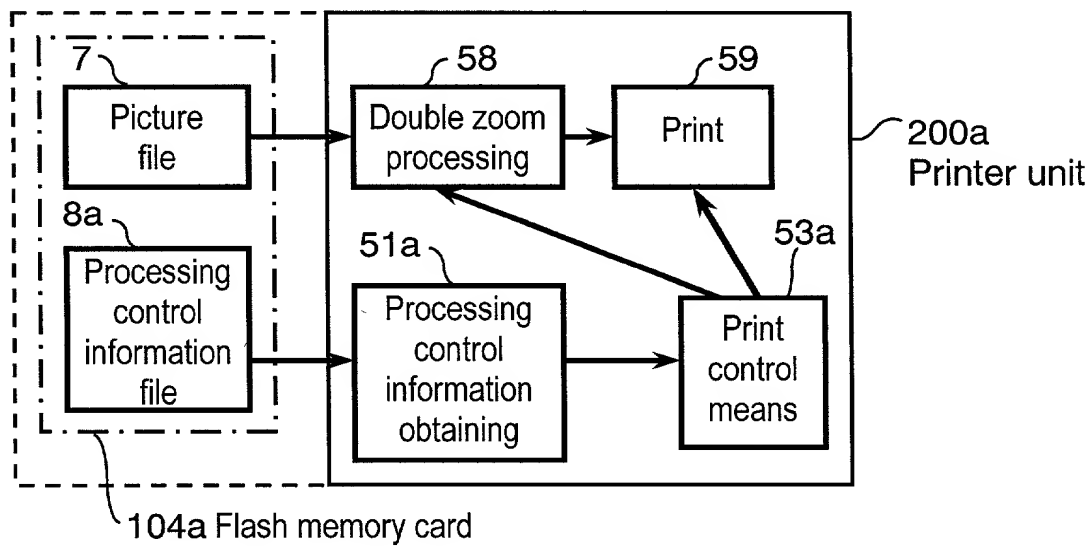 7
Picture
file
58
Double zoom
processing
59
Print
200a
Printer unit
8a
Processing
control
information
file
51a
Processing
control
information
obtaining
53a
Print
control
means
104a Flash memory card